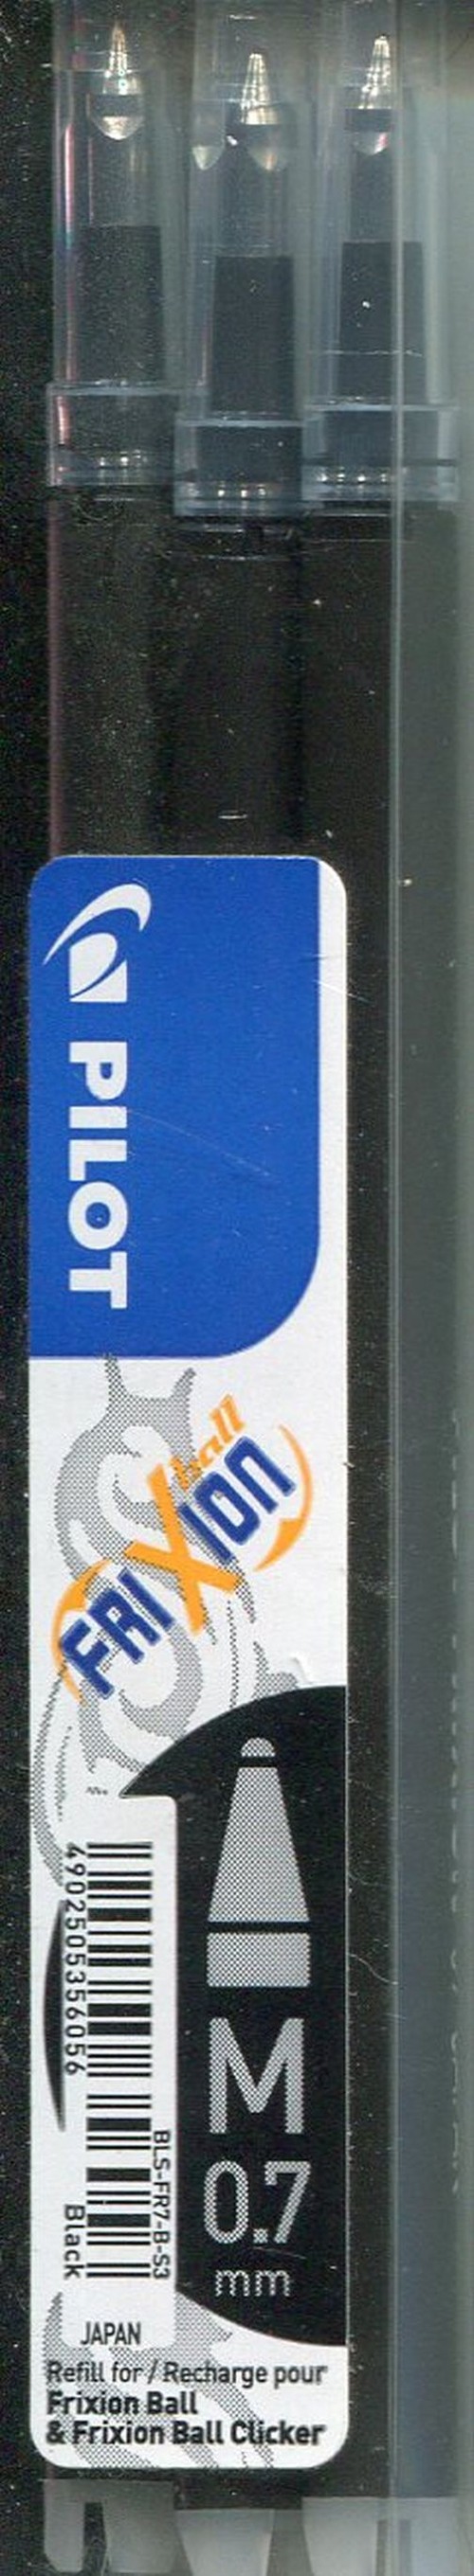 PILOT
FRIXION ball
M
0.7
mm
4902505356056
BLS-FR7-B-S3
Black
JAPAN
Refill for / Recharge pour
Frixion Ball
& Frixion Ball Clicker